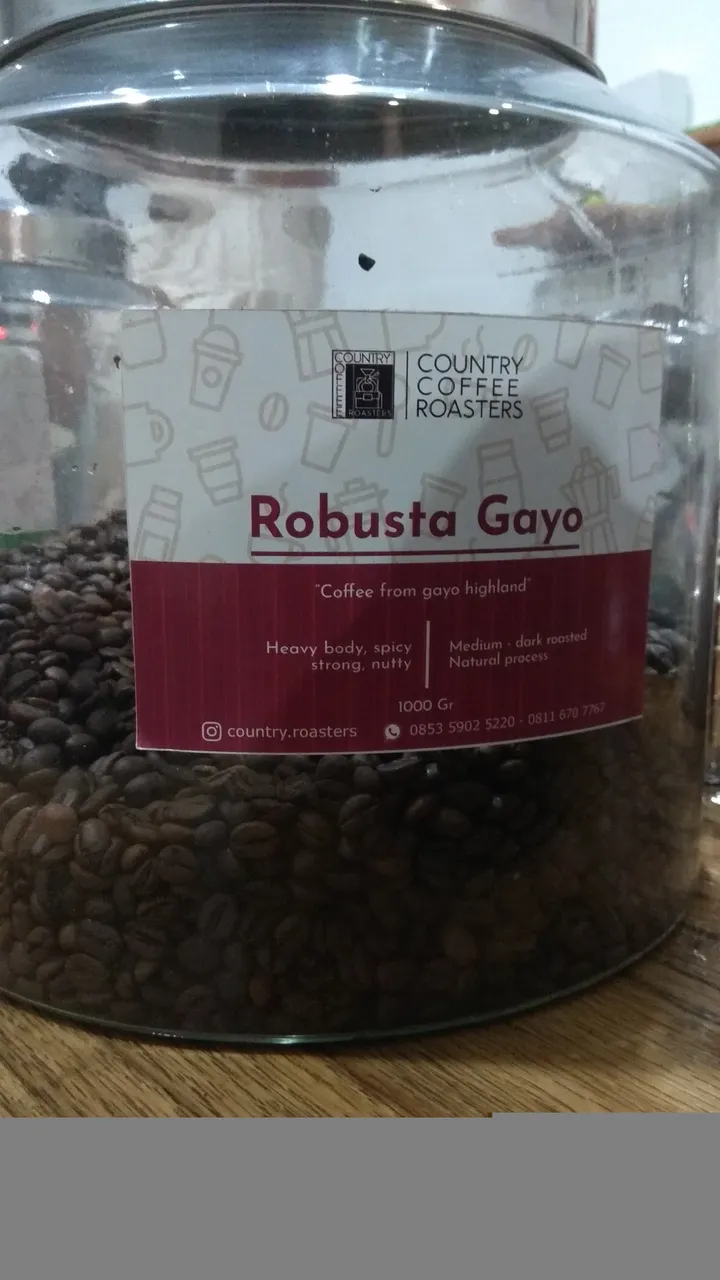 COUNTRY
COFFEE
ROASTERS
COUNTRY
COFFEE
ROASTERS
Robusta Gayo
"Coffee from gayo highland"
Heavy body, spicy
strong, nutty
Medium - dark roasted
Natural process
1000 Gr
country.roasters
0853 5902 5220 - 0811 670 7767